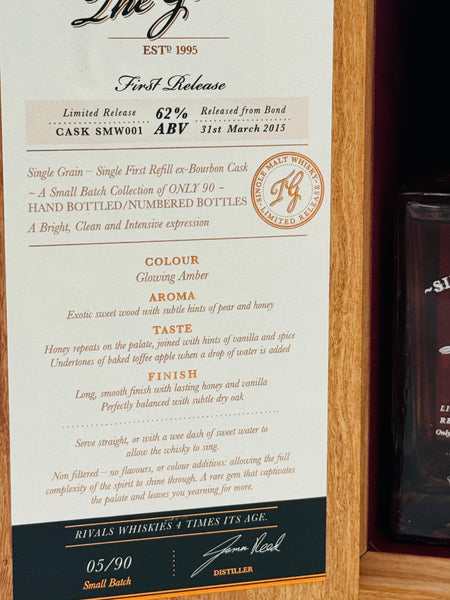 The G
ESTD 1995
First Release
Limited Release
CASK SMW001
62%
ABV
Released from Bond
31st March 2015
Single Grain – Single First Refill ex-Bourbon Cask
~ A Small Batch Collection of ONLY 90 ~
HAND BOTTLED/NUMBERED BOTTLES
A Bright, Clean and Intensive expression
SINGLE MALT WHISKY
TG
LIMITED RELEASE
COLOUR
Glowing Amber
AROMA
Exotic sweet wood with subtle hints of pear and honey
TASTE
Honey repeats on the palate, joined with hints of vanilla and spice
Undertones of baked toffee apple when a drop of water is added
FINISH
Long, smooth finish with lasting honey and vanilla
Perfectly balanced with subtle dry oak
Serve straight, or with a wee dash of sweet water to
allow the whisky to sing.
Non filtered – no flavours, or colour additives: allowing the full
complexity of the spirit to shine through. A rare gem that captivates
the palate and leaves you yearning for more.
RIVALS WHISKIES 4 TIMES ITS AGE.
05/90
Small Batch
DISTILLER
~SI
LI
RE
Only